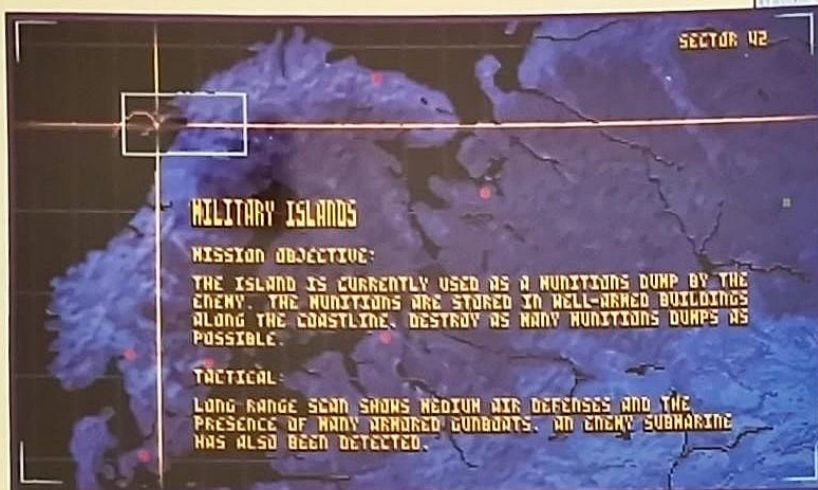 SECTOR 42
MILITARY ISLANDS
MISSION OBJECTIVE:
THE ISLAND IS CURRENTLY USED AS A MUNITIONS DUMP BY THE
ENEMY. THE MUNITIONS ARE STORED IN WELL-ARMED BUILDINGS
ALONG THE COASTLINE. DESTROY AS MANY MUNITIONS DUMPS AS
POSSIBLE.
TACTICAL:
LONG RANGE SCAN SHOWS MEDIUM AIR DEFENSES AND THE
PRESENCE OF MANY ARMORED GUNBOATS. AN ENEMY SUBMARINE
HAS ALSO BEEN DETECTED.